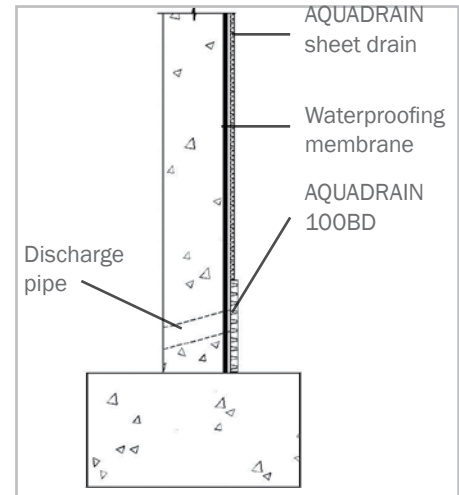 AQUADRAIN
sheet drain
Waterproofing
membrane
AQUADRAIN
100BD
Discharge
pipe